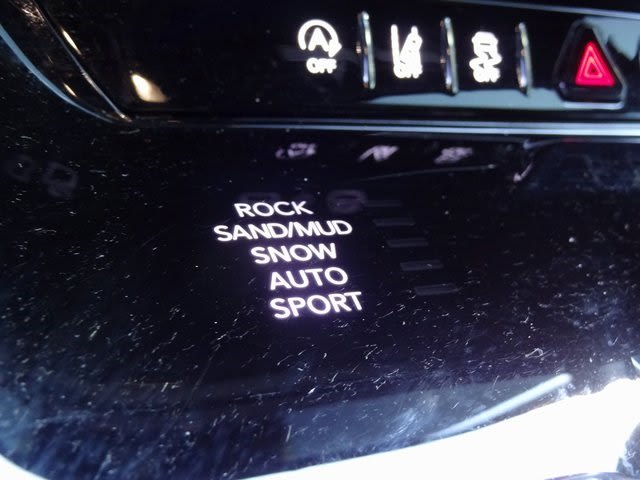 A
OFF
OFF
OFF
ROCK
SAND/MUD
SNOW
AUTO
SPORT